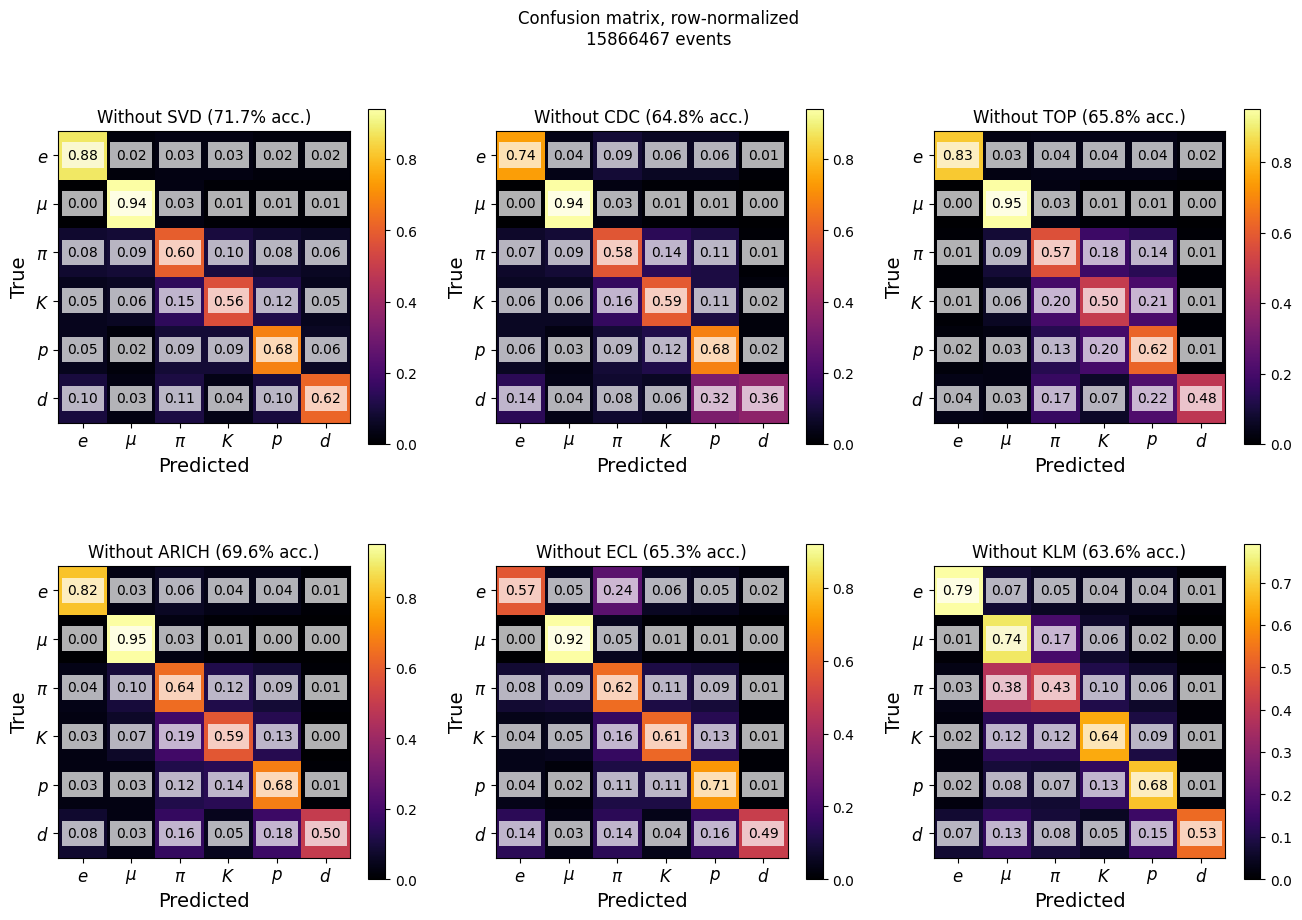 Confusion matrix, row-normalized
15866467 events
Without SVD (71.7% acc.)
True
e 0.88 0.02 0.03 0.03 0.02 0.02
μ 0.00 0.94 0.03 0.01 0.01 0.01
π 0.08 0.09 0.60 0.10 0.08 0.06
K 0.05 0.06 0.15 0.56 0.12 0.05
p 0.05 0.02 0.09 0.09 0.68 0.06
d 0.10 0.03 0.11 0.04 0.10 0.62
e μ π K p d
Predicted
0.8
0.6
0.4
0.2
0.0
Without CDC (64.8% acc.)
True
e 0.74 0.04 0.09 0.06 0.06 0.01
μ 0.00 0.94 0.03 0.01 0.01 0.00
π 0.07 0.09 0.58 0.14 0.11 0.01
K 0.06 0.06 0.16 0.59 0.11 0.02
p 0.06 0.03 0.09 0.12 0.68 0.02
d 0.14 0.04 0.08 0.06 0.32 0.36
e μ π K p d
Predicted
0.8
0.6
0.4
0.2
0.0
Without TOP (65.8% acc.)
True
e 0.83 0.03 0.04 0.04 0.04 0.02
μ 0.00 0.95 0.03 0.01 0.01 0.00
π 0.01 0.09 0.57 0.18 0.14 0.01
K 0.01 0.06 0.20 0.50 0.21 0.01
p 0.02 0.03 0.13 0.20 0.62 0.01
d 0.04 0.03 0.17 0.07 0.22 0.48
e μ π K p d
Predicted
0.8
0.6
0.4
0.2
0.0
Without ARICH (69.6% acc.)
True
e 0.82 0.03 0.06 0.04 0.04 0.01
μ 0.00 0.95 0.03 0.01 0.00 0.00
π 0.04 0.10 0.64 0.12 0.09 0.01
K 0.03 0.07 0.19 0.59 0.13 0.00
p 0.03 0.03 0.12 0.14 0.68 0.01
d 0.08 0.03 0.16 0.05 0.18 0.50
e μ π K p d
Predicted
0.8
0.6
0.4
0.2
0.0
Without ECL (65.3% acc.)
True
e 0.57 0.05 0.24 0.06 0.05 0.02
μ 0.00 0.92 0.05 0.01 0.01 0.00
π 0.08 0.09 0.62 0.11 0.09 0.01
K 0.04 0.05 0.16 0.61 0.13 0.01
p 0.04 0.02 0.11 0.11 0.71 0.01
d 0.14 0.03 0.14 0.04 0.16 0.49
e μ π K p d
Predicted
0.8
0.6
0.4
0.2
0.0
Without KLM (63.6% acc.)
True
e 0.79 0.07 0.05 0.04 0.04 0.01
μ 0.01 0.74 0.17 0.06 0.02 0.00
π 0.03 0.38 0.43 0.10 0.06 0.01
K 0.02 0.12 0.12 0.64 0.09 0.01
p 0.02 0.08 0.07 0.13 0.68 0.01
d 0.07 0.13 0.08 0.05 0.15 0.53
e μ π K p d
Predicted
0.7
0.6
0.5
0.4
0.3
0.2
0.1
0.0